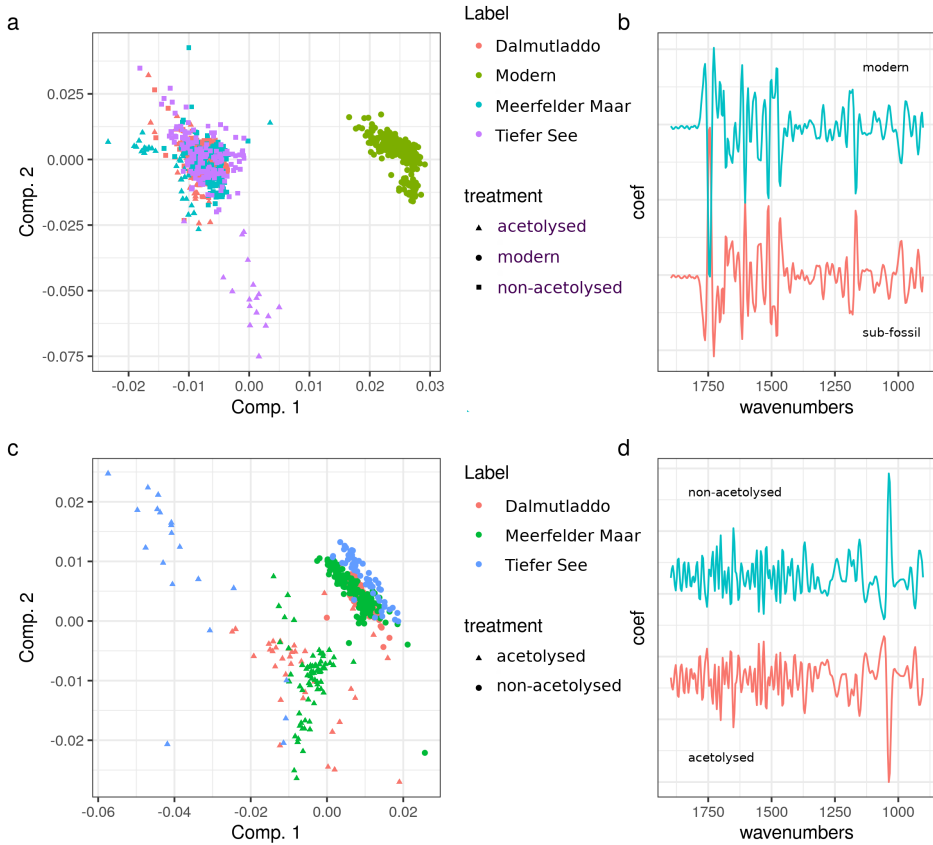 a
Label
Dalmutladdo
Modern
Meerfelder Maar
Tiefer See
treatment
acetolysed
modern
non-acetolysed
0.025
0.000
-0.025
-0.050
-0.075
Comp. 2
-0.02
-0.01
0.00
0.01
0.02
0.03
Comp. 1
b
modern
sub-fossil
coef
1750
1500
1250
1000
wavenumbers
c
Label
Dalmutladdo
Meerfelder Maar
Tiefer See
treatment
acetolysed
non-acetolysed
0.02
0.01
0.00
-0.01
-0.02
Comp. 2
-0.06
-0.04
-0.02
0.00
0.02
Comp. 1
d
non-acetolysed
acetolysed
coef
1750
1500
1250
1000
wavenumbers